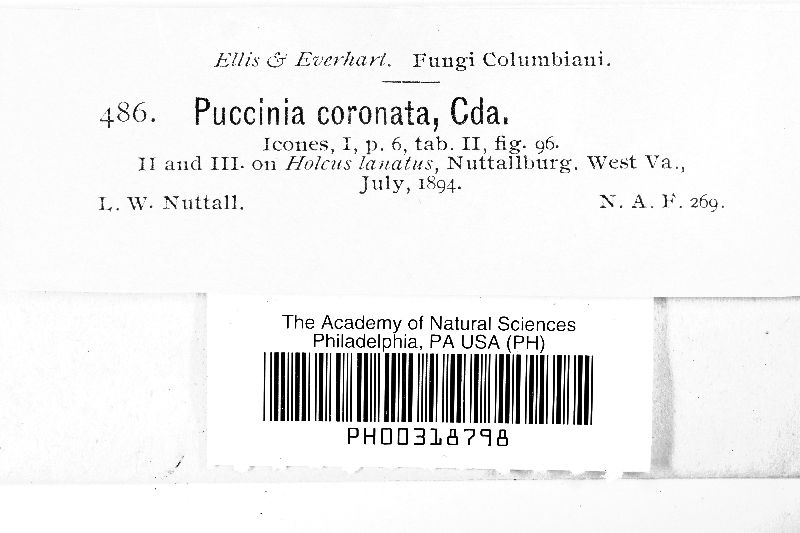 Ellis & Everhart. Fungi Columbiani.
486. Puccinia coronata, Cda.
Icones, I, p. 6, tab. II, fig. 96.
II and III. on Holcus lanatus, Nuttallburg, West Va.,
July, 1894.
L. W. Nuttall. N. A. F. 269.
The Academy of Natural Sciences
Philadelphia, PA USA (PH)
PH00318798